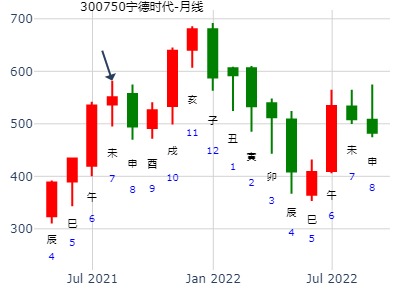 300750宁德时代-月线
700
600
500
400
300
辰
4
巳
5
午
6
未
7
申
8
酉
9
戌
10
亥
11
子
12
丑
1
寅
2
卯
3
辰
4
巳
5
午
6
未
7
申
8
Jul 2021
Jan 2022
Jul 2022